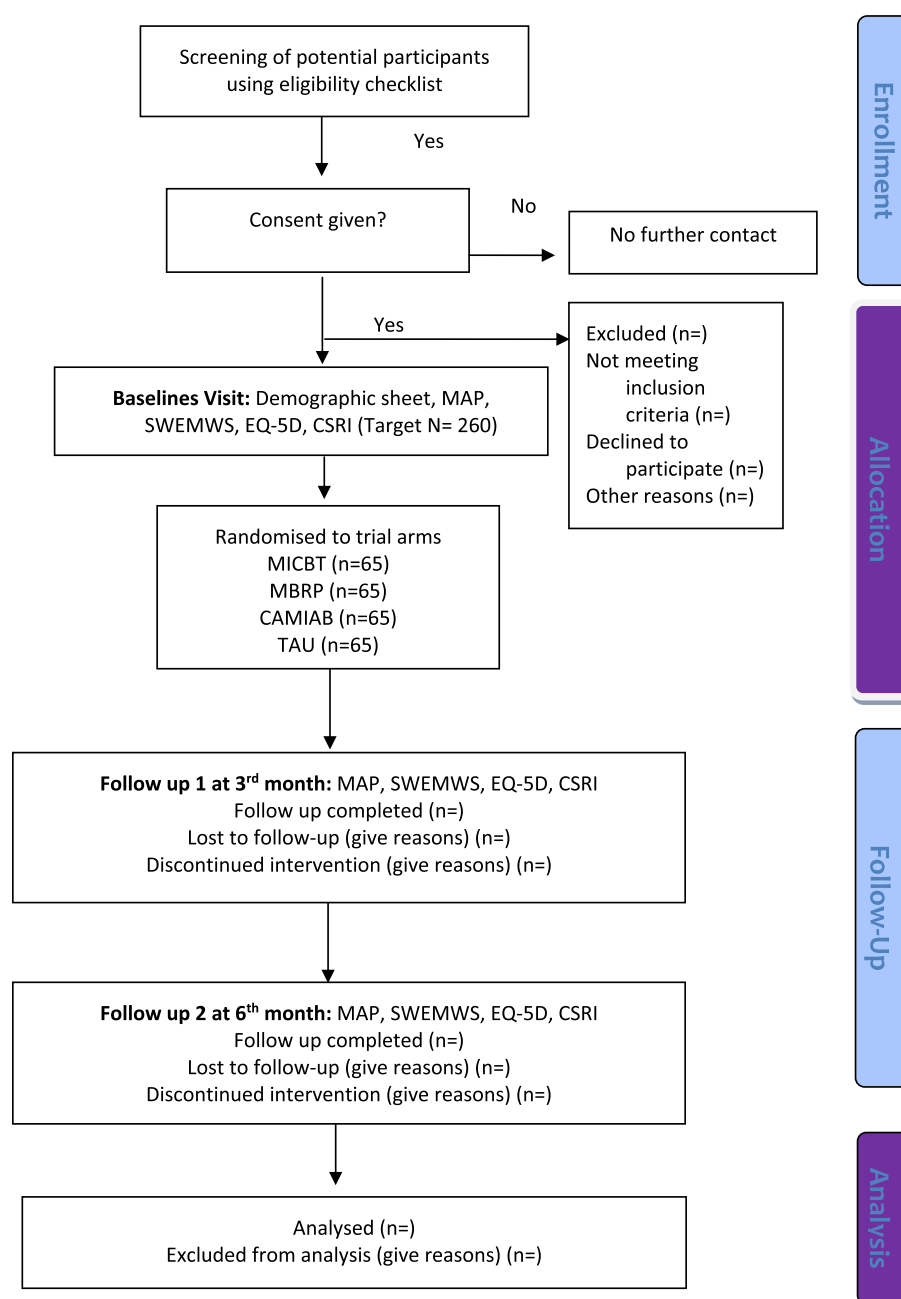 Screening of potential participants
using eligibility checklist
Yes
Consent given?
No
No further contact
Yes
Excluded (n=)
Not meeting
inclusion
criteria (n=)
Declined to
participate (n=)
Other reasons (n=)
Baselines Visit: Demographic sheet, MAP,
SWEMWS, EQ-5D, CSRI (Target N= 260)
Randomised to trial arms
MICBT (n=65)
MBRP (n=65)
CAMIAB (n=65)
TAU (n=65)
Follow up 1 at 3rd month: MAP, SWEMWS, EQ-5D, CSRI
Follow up completed (n=)
Lost to follow-up (give reasons) (n=)
Discontinued intervention (give reasons) (n=)
Follow up 2 at 6th month: MAP, SWEMWS, EQ-5D, CSRI
Follow up completed (n=)
Lost to follow-up (give reasons) (n=)
Discontinued intervention (give reasons) (n=)
Analysed (n=)
Excluded from analysis (give reasons) (n=)
Enrollment
Allocation
Follow-Up
Analysis